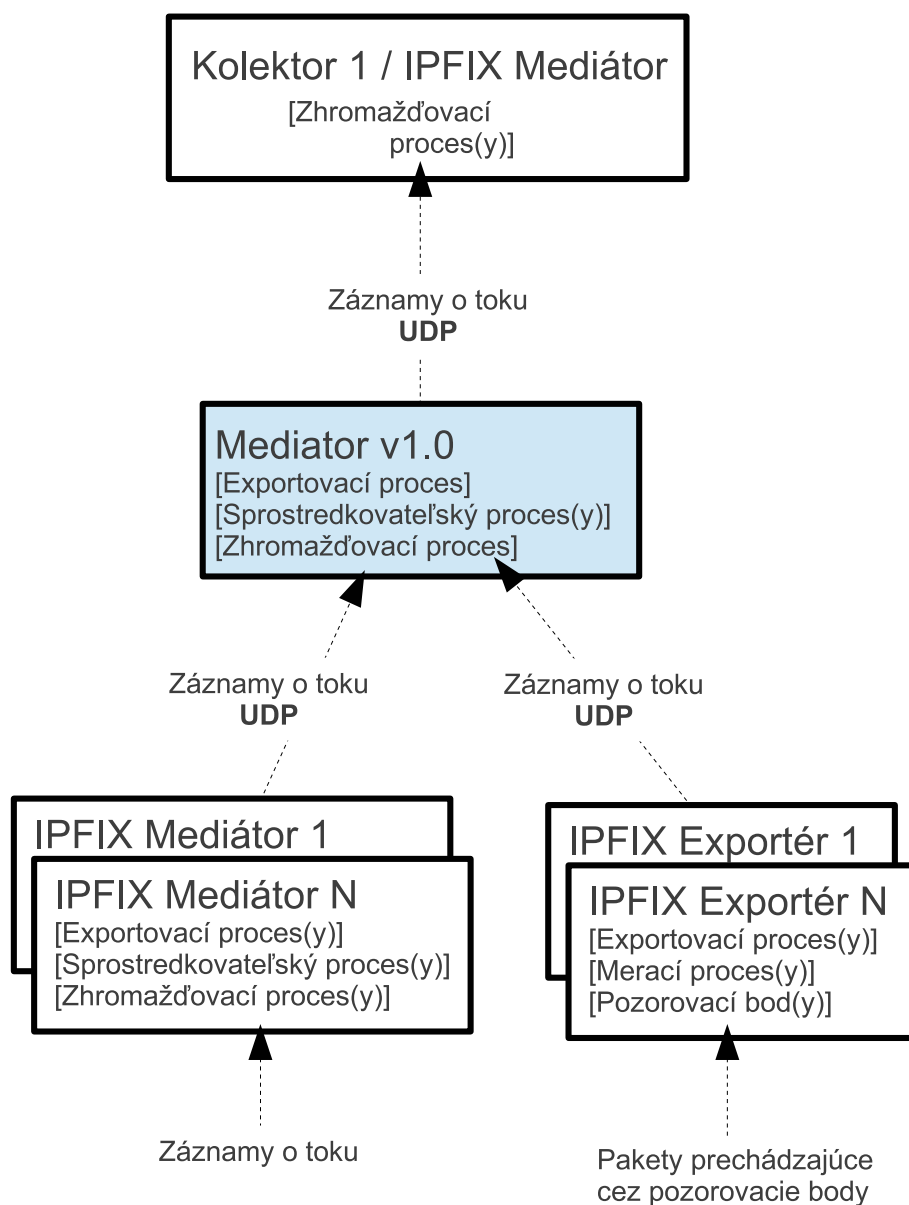 Kolektor 1 / IPFIX Mediátor
[Zhromažďovací
proces(y)]
Záznamy o toku
UDP
Mediator v1.0
[Exportovací proces]
[Sprostredkovateľský proces(y)]
[Zhromažďovací proces]
Záznamy o toku
UDP
Záznamy o toku
UDP
IPFIX Mediátor 1
IPFIX Mediátor N
[Exportovací proces(y)]
[Sprostredkovateľský proces(y)]
[Zhromažďovací proces(y)]
IPFIX Exportér 1
IPFIX Exportér N
[Exportovací proces(y)]
[Merací proces(y)]
[Pozorovací bod(y)]
Záznamy o toku
Pakety prechádzajúce
cez pozorovacie body